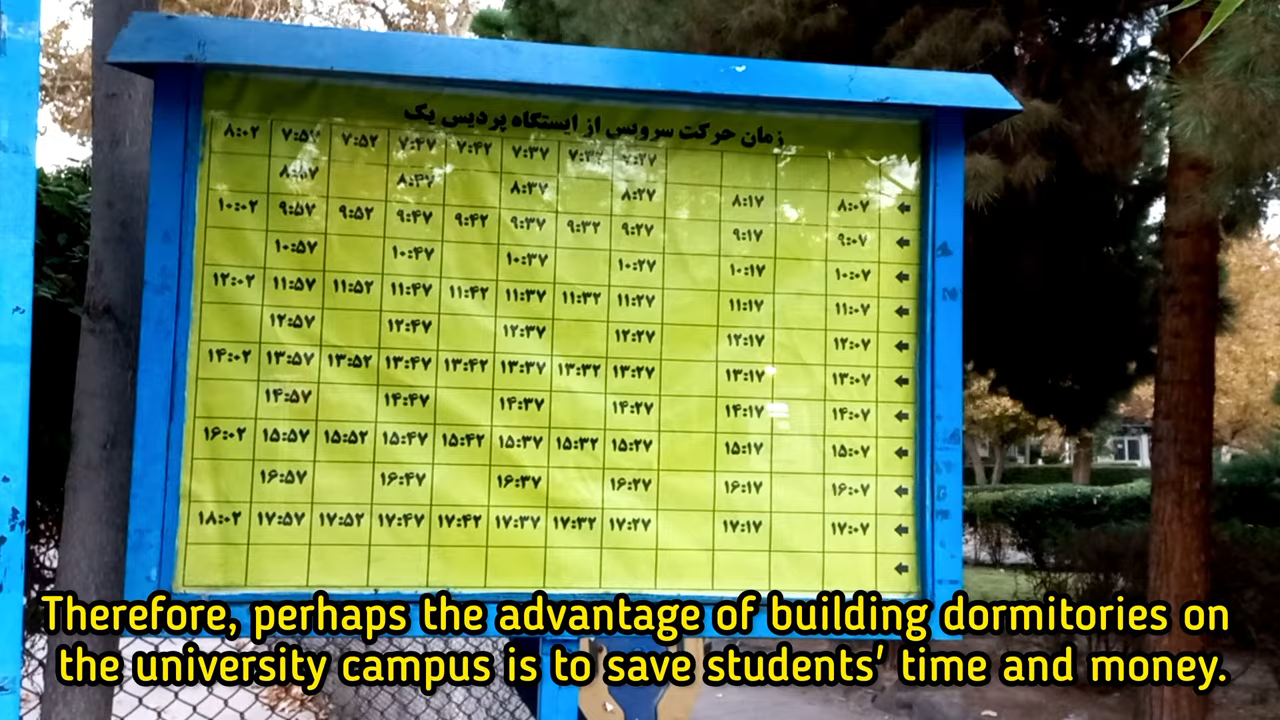 زمان حرکت سرویس از ایستگاه پردیس یک
۷:۲۷ ۷:۳۲ ۷:۳۷ ۷:۴۲ ۷:۴۷ ۷:۵۲ ۷:۵۷ ۸:۰۲
۸:۰۷ ۸:۱۷ ۸:۲۷ ۸:۳۷ ۸:۴۷ ۸:۵۷
۹:۰۷ ۹:۱۷ ۹:۲۷ ۹:۳۲ ۹:۳۷ ۹:۴۲ ۹:۴۷ ۹:۵۲ ۹:۵۷ ۱۰:۰۲
۱۰:۰۷ ۱۰:۱۷ ۱۰:۲۷ ۱۰:۳۷ ۱۰:۴۷ ۱۰:۵۷
۱۱:۰۷ ۱۱:۱۷ ۱۱:۲۷ ۱۱:۳۲ ۱۱:۳۷ ۱۱:۴۲ ۱۱:۴۷ ۱۱:۵۲ ۱۱:۵۷ ۱۲:۰۲
۱۲:۰۷ ۱۲:۱۷ ۱۲:۲۷ ۱۲:۳۷ ۱۲:۴۷ ۱۲:۵۷
۱۳:۰۷ ۱۳:۱۷ ۱۳:۲۷ ۱۳:۳۲ ۱۳:۳۷ ۱۳:۴۲ ۱۳:۴۷ ۱۳:۵۲ ۱۳:۵۷ ۱۴:۰۲
۱۴:۰۷ ۱۴:۱۷ ۱۴:۲۷ ۱۴:۳۷ ۱۴:۴۷ ۱۴:۵۷
۱۵:۰۷ ۱۵:۱۷ ۱۵:۲۷ ۱۵:۳۲ ۱۵:۳۷ ۱۵:۴۲ ۱۵:۴۷ ۱۵:۵۲ ۱۵:۵۷ ۱۶:۰۲
۱۶:۰۷ ۱۶:۱۷ ۱۶:۲۷ ۱۶:۳۷ ۱۶:۴۷ ۱۶:۵۷
۱۷:۰۷ ۱۷:۱۷ ۱۷:۲۷ ۱۷:۳۲ ۱۷:۳۷ ۱۷:۴۲ ۱۷:۴۷ ۱۷:۵۲ ۱۷:۵۷ ۱۸:۰۲
Therefore, perhaps the advantage of building dormitories on
the university campus is to save students' time and money.